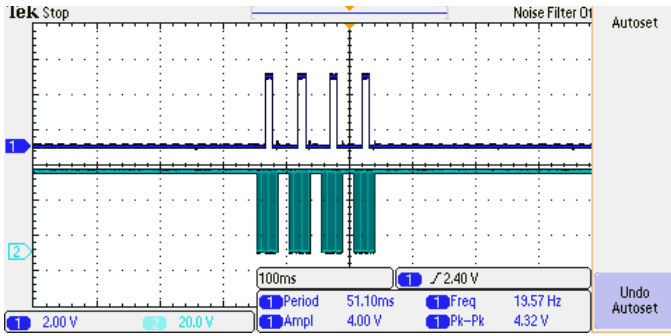 Tek Stop
Noise Filter Of
Autoset
1
2
100ms
1 2.40 V
1 Period 51.10ms
1 Freq 19.57 Hz
1 Ampl 4.00 V
1 Pk-Pk 4.32 V
1 2.00 V
2 20.0 V
Undo
Autoset